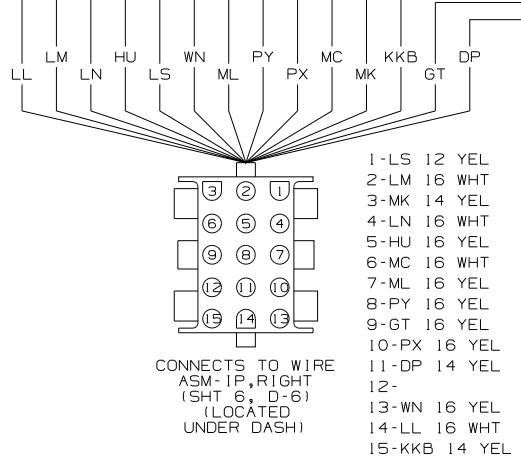 LL LM LN HU LS WN ML PY PX MC MK KKB GT DP
3 2 1
6 5 4
9 8 7
12 11 10
15 14 13
CONNECTS TO WIRE
ASM-IP,RIGHT
(SHT 6, D-6)
(LOCATED
UNDER DASH)
1-LS 12 YEL
2-LM 16 WHT
3-MK 14 YEL
4-LN 16 WHT
5-HU 16 YEL
6-MC 16 WHT
7-ML 16 YEL
8-PY 16 YEL
9-GT 16 YEL
10-PX 16 YEL
11-DP 14 YEL
12-
13-WN 16 YEL
14-LL 16 WHT
15-KKB 14 YEL